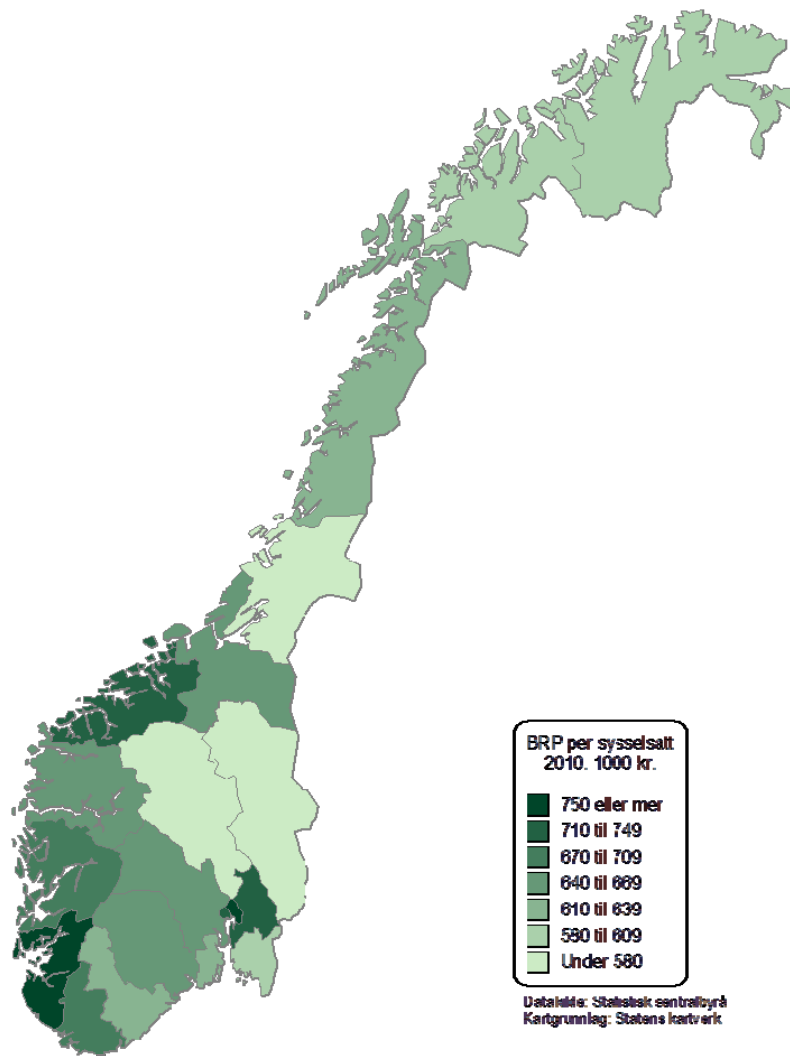 BRP per sysselsatt
2010. 1000 kr.
750 eller mer
710 til 749
670 til 709
640 til 669
610 til 639
580 til 609
Under 580
Datakilde: Statistisk sentralbyrå
Kartgrunnlag: Statens kartverk